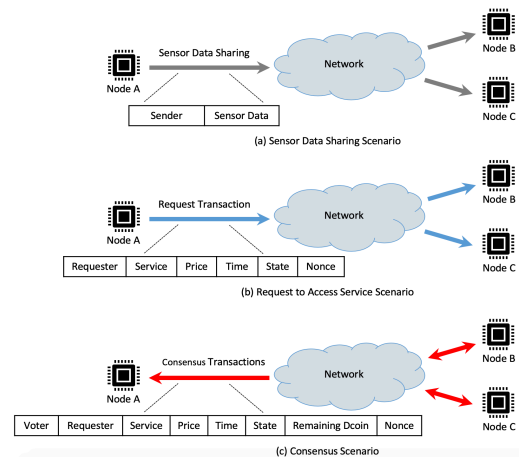 Sensor Data Sharing
Network
Node A
Node B
Node C
Sender Sensor Data
(a) Sensor Data Sharing Scenario
Request Transaction
Network
Node A
Node B
Node C
Requester Service Price Time State Nonce
(b) Request to Access Service Scenario
Consensus Transactions
Network
Node A
Node B
Node C
Voter Requester Service Price Time State Remaining Dcoin Nonce
(c) Consensus Scenario